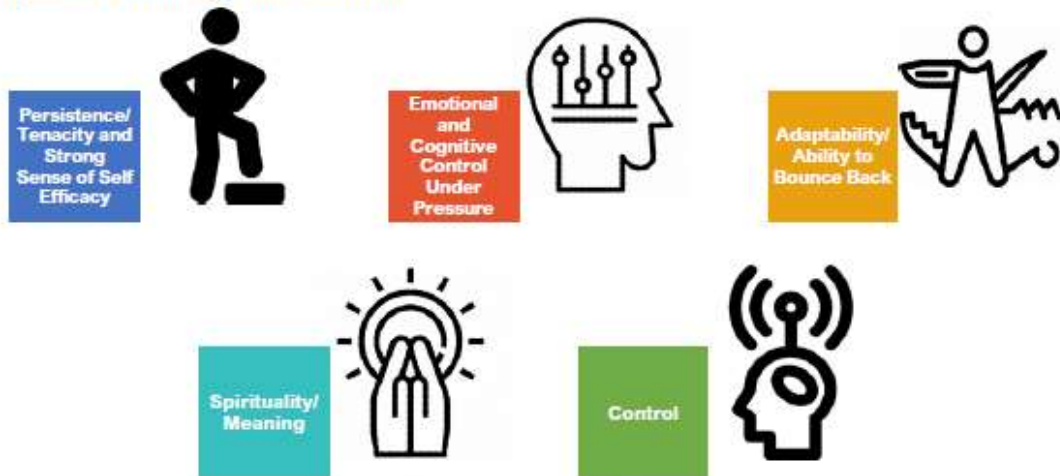 Persistence/
Tenacity and
Strong
Sense of Self
Efficacy
Emotional
and
Cognitive
Control
Under
Pressure
Adaptability/
Ability to
Bounce Back
Spirituality/
Meaning
Control